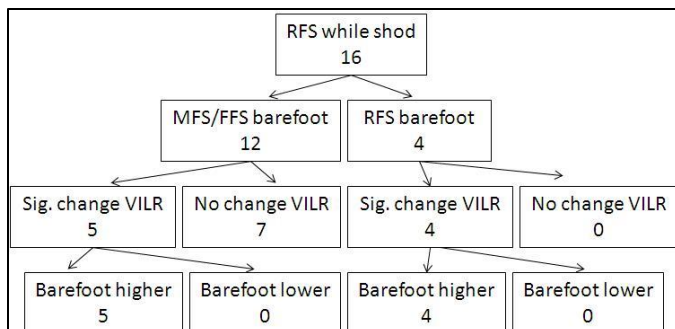 RFS while shod
16
MFS/FFS barefoot
12
RFS barefoot
4
Sig. change VILR
5
No change VILR
7
Sig. change VILR
4
No change VILR
0
Barefoot higher
5
Barefoot lower
0
Barefoot higher
4
Barefoot lower
0